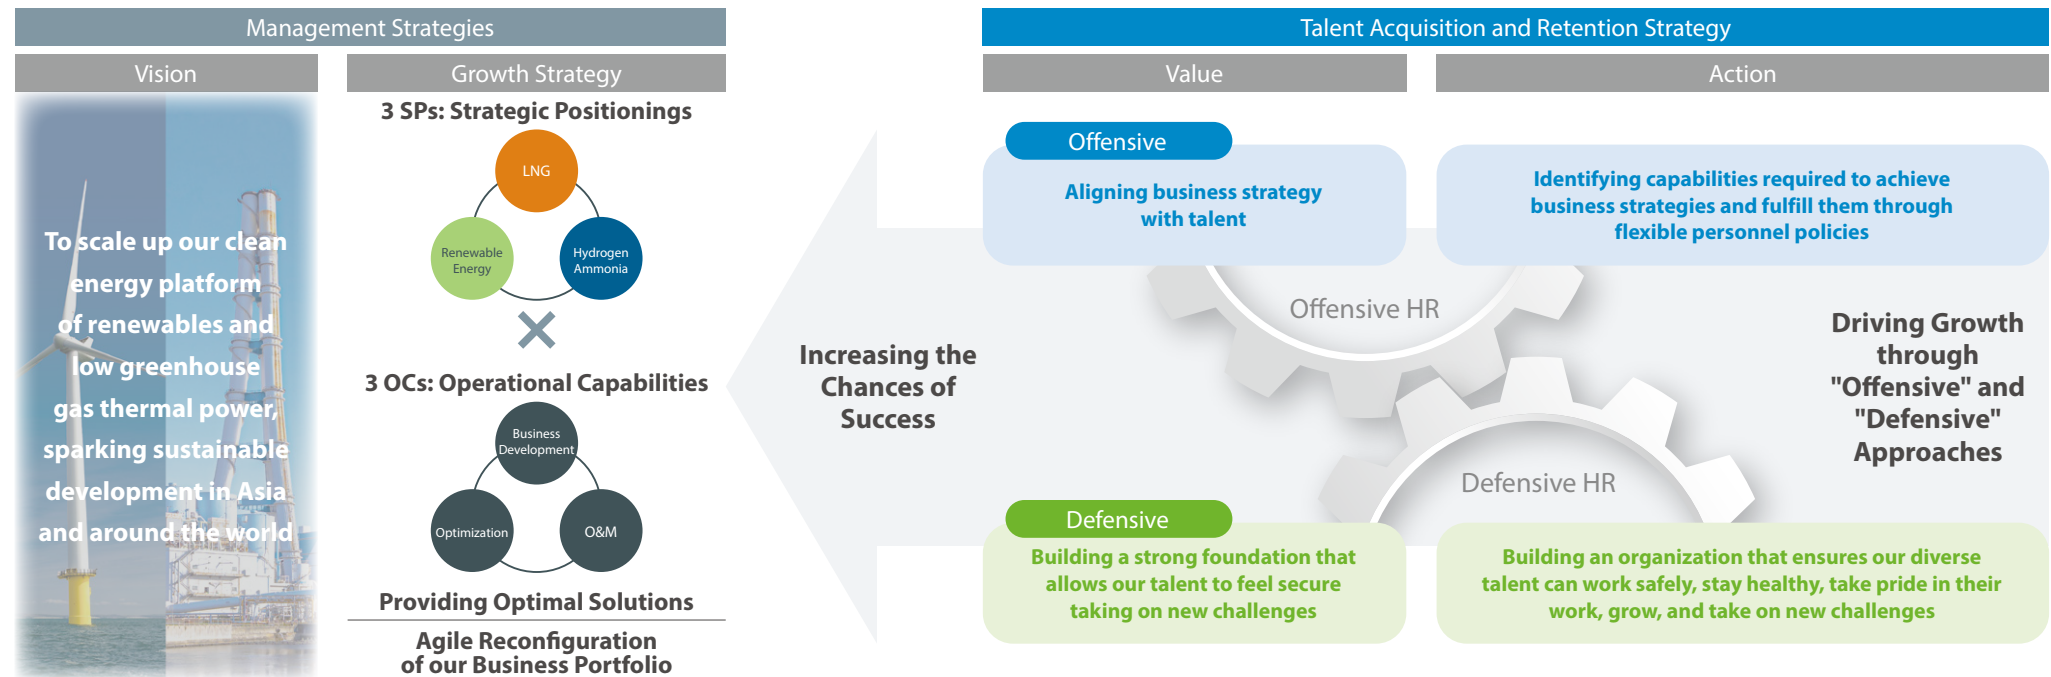 Management Strategies
Vision
To scale up our clean
energy platform
of renewables and
low greenhouse
gas thermal power,
sparking sustainable
development in Asia
and around the world
Growth Strategy
3 SPs: Strategic Positionings
LNG
Renewable
Energy
Hydrogen
Ammonia
×
3 OCs: Operational Capabilities
Business
Development
Optimization
O&M
Providing Optimal Solutions
Agile Reconfiguration
of our Business Portfolio
Increasing the
Chances of
Success
Talent Acquisition and Retention Strategy
Value
Action
Offensive
Aligning business strategy
with talent
Identifying capabilities required to achieve
business strategies and fulfill them through
flexible personnel policies
Offensive HR
Defensive HR
Driving Growth
through
"Offensive" and
"Defensive"
Approaches
Defensive
Building a strong foundation that
allows our talent to feel secure
taking on new challenges
Building an organization that ensures our diverse
talent can work safely, stay healthy, take pride in their
work, grow, and take on new challenges